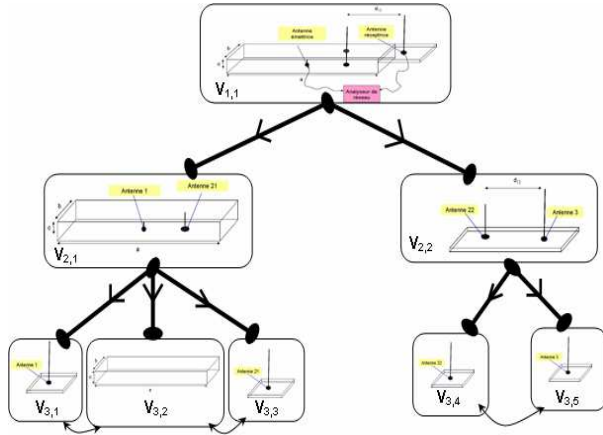 d₁₃
Antenne
émettrice
Antenne
réceptrice
b
d
a
Analyseur de
réseau
V1,1
Antenne 1
Antenne 21
b
d
a
V2,1
d₁₃
Antenne 22
Antenne 3
V2,2
Antenne 1
V3,1
V3,2
Antenne 21
V3,3
Antenne 22
V3,4
Antenne 3
V3,5